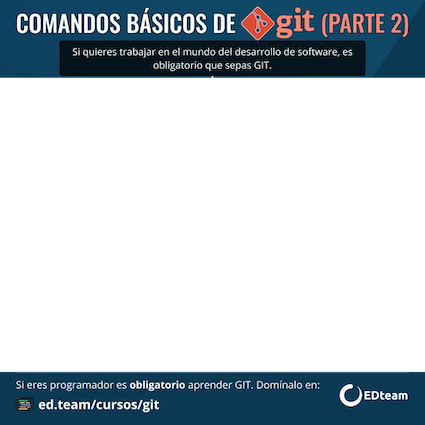 COMANDOS BÁSICOS DE git (PARTE 2)
Si quieres trabajar en el mundo del desarrollo de software, es
obligatorio que sepas GIT.
Si eres programador es obligatorio aprender GIT. Domínalo en:
ed.team/cursos/git
EDteam